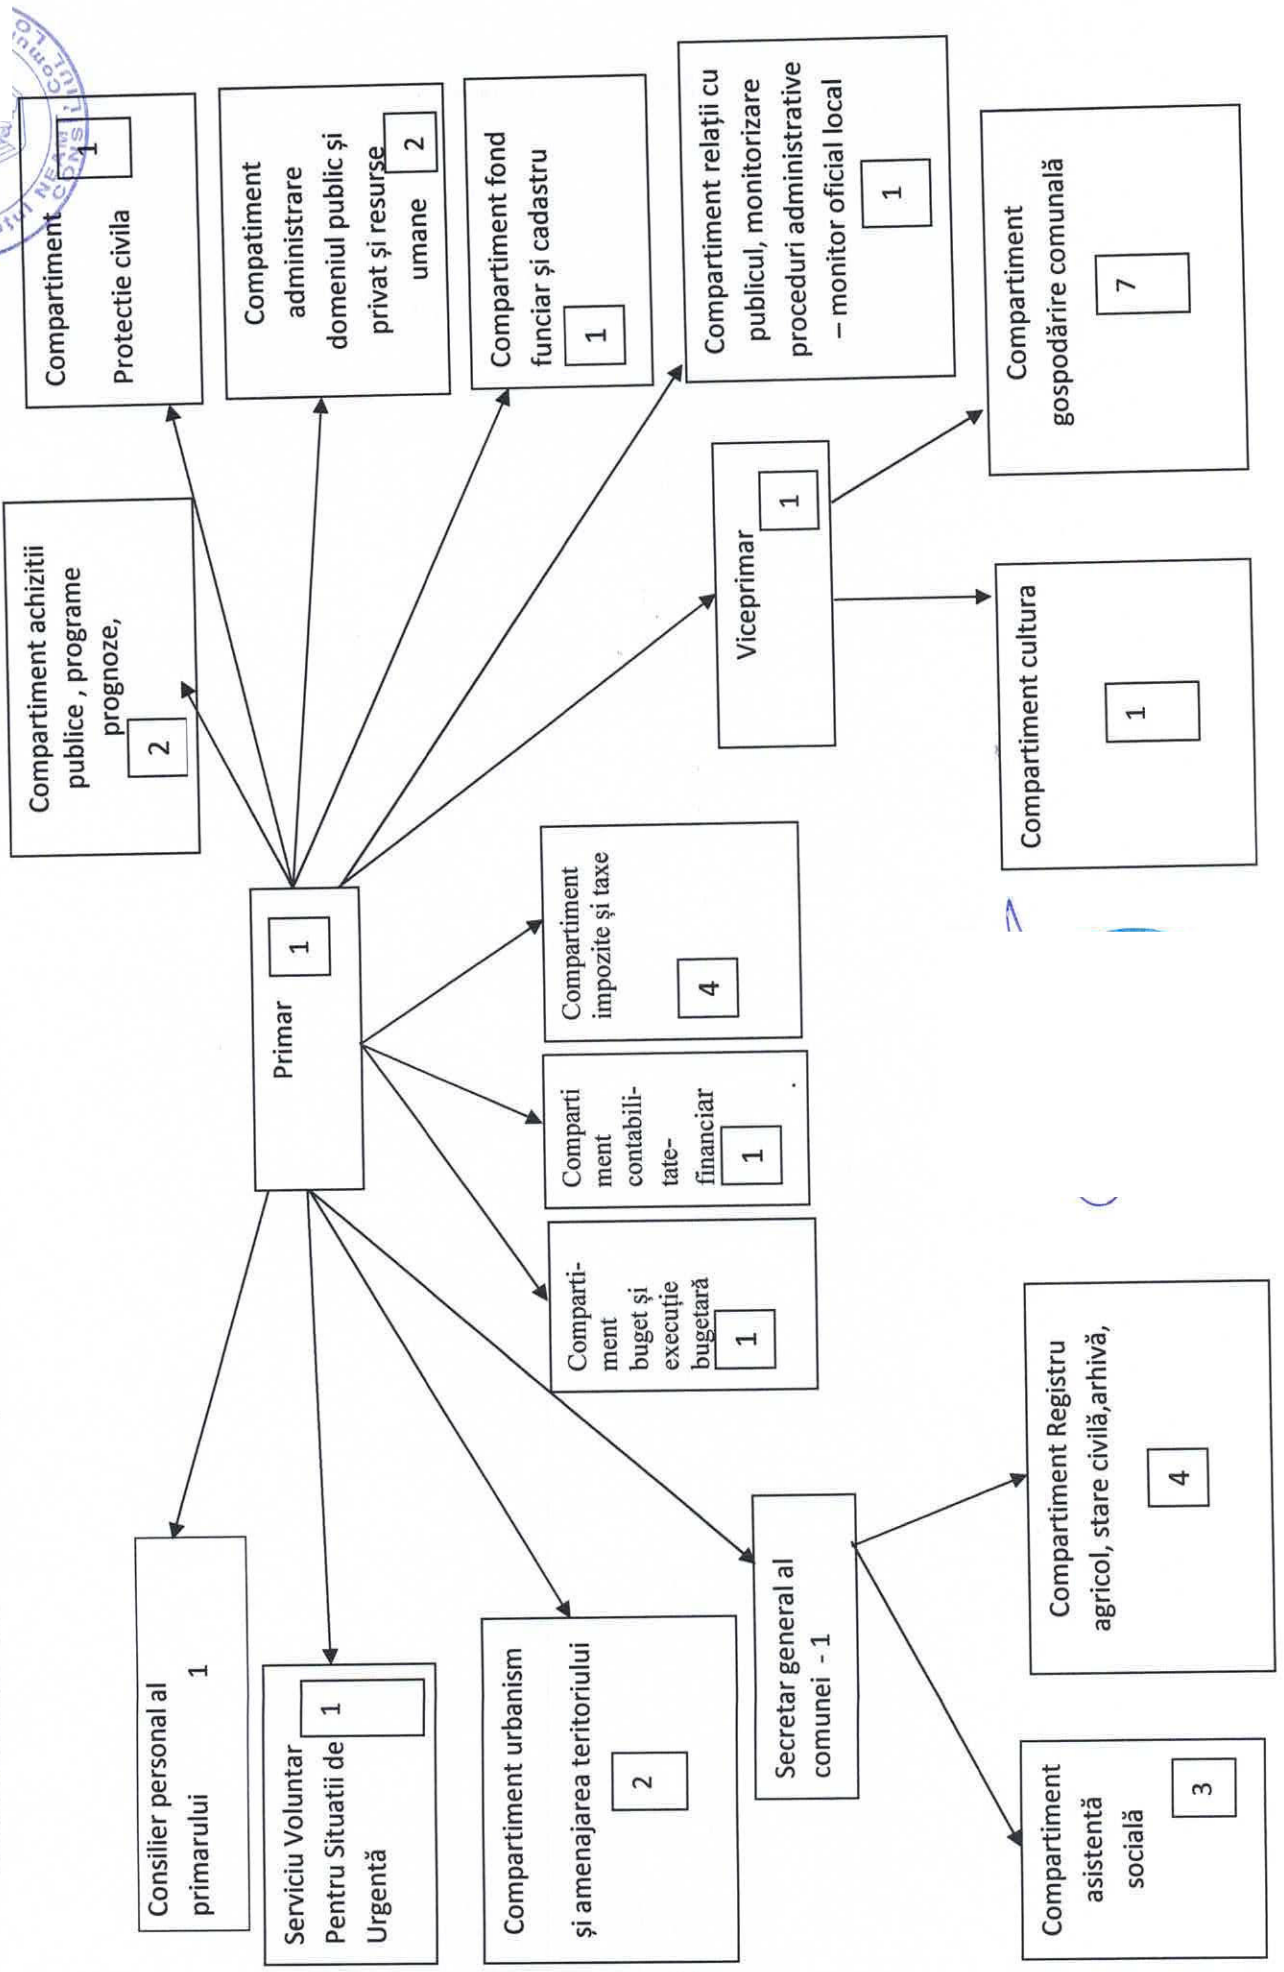 Consilier personal al
primarului 1
Serviciu Voluntar
Pentru Situatii de 1
Urgentă
Compartiment urbanism
și amenajarea teritoriului
2
Secretar general al
comunei - 1
Compartiment
asistentă
socială
3
Compartiment Registru
agricol, stare civilă,arhivă,
4
Primar
1
Comparti-
ment
buget și
execuție
bugetară
1
Comparti
ment
contabili-
tate-
financiar
1
Compartiment
impozite și taxe
4
Compartiment achizitii
publice , programe
prognoze,
2
Compartiment
1
Protectie civila
Compatiment
administrare
domeniul public și
privat și resurse
umane 2
Compartiment fond
funciar și cadastru
1
Compartiment relații cu
publicul, monitorizare
proceduri administrative
– monitor oficial local
1
Viceprimar
1
Compartiment cultura
1
Compartiment
gospodărire comunală
7
NEAMȚ